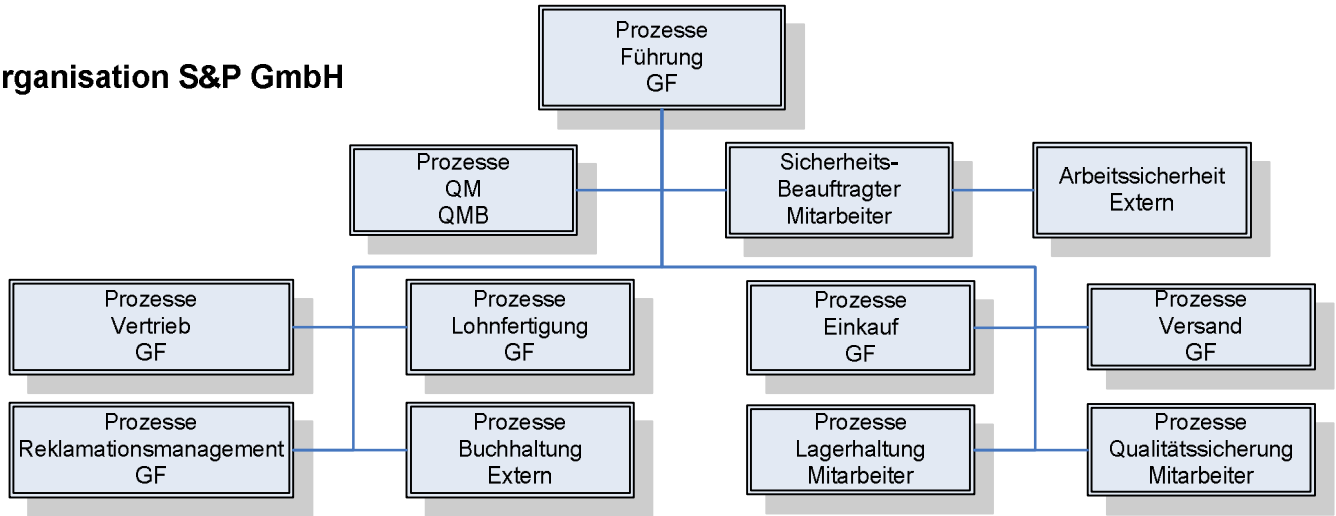 Prozesse
Führung
GF
rganisation S&P GmbH
Prozesse
QM
QMB
Sicherheits-
Beauftragter
Mitarbeiter
Arbeitssicherheit
Extern
Prozesse
Vertrieb
GF
Prozesse
Lohnfertigung
GF
Prozesse
Einkauf
GF
Prozesse
Versand
GF
Prozesse
Reklamationsmanagement
GF
Prozesse
Buchhaltung
Extern
Prozesse
Lagerhaltung
Mitarbeiter
Prozesse
Qualitätssicherung
Mitarbeiter